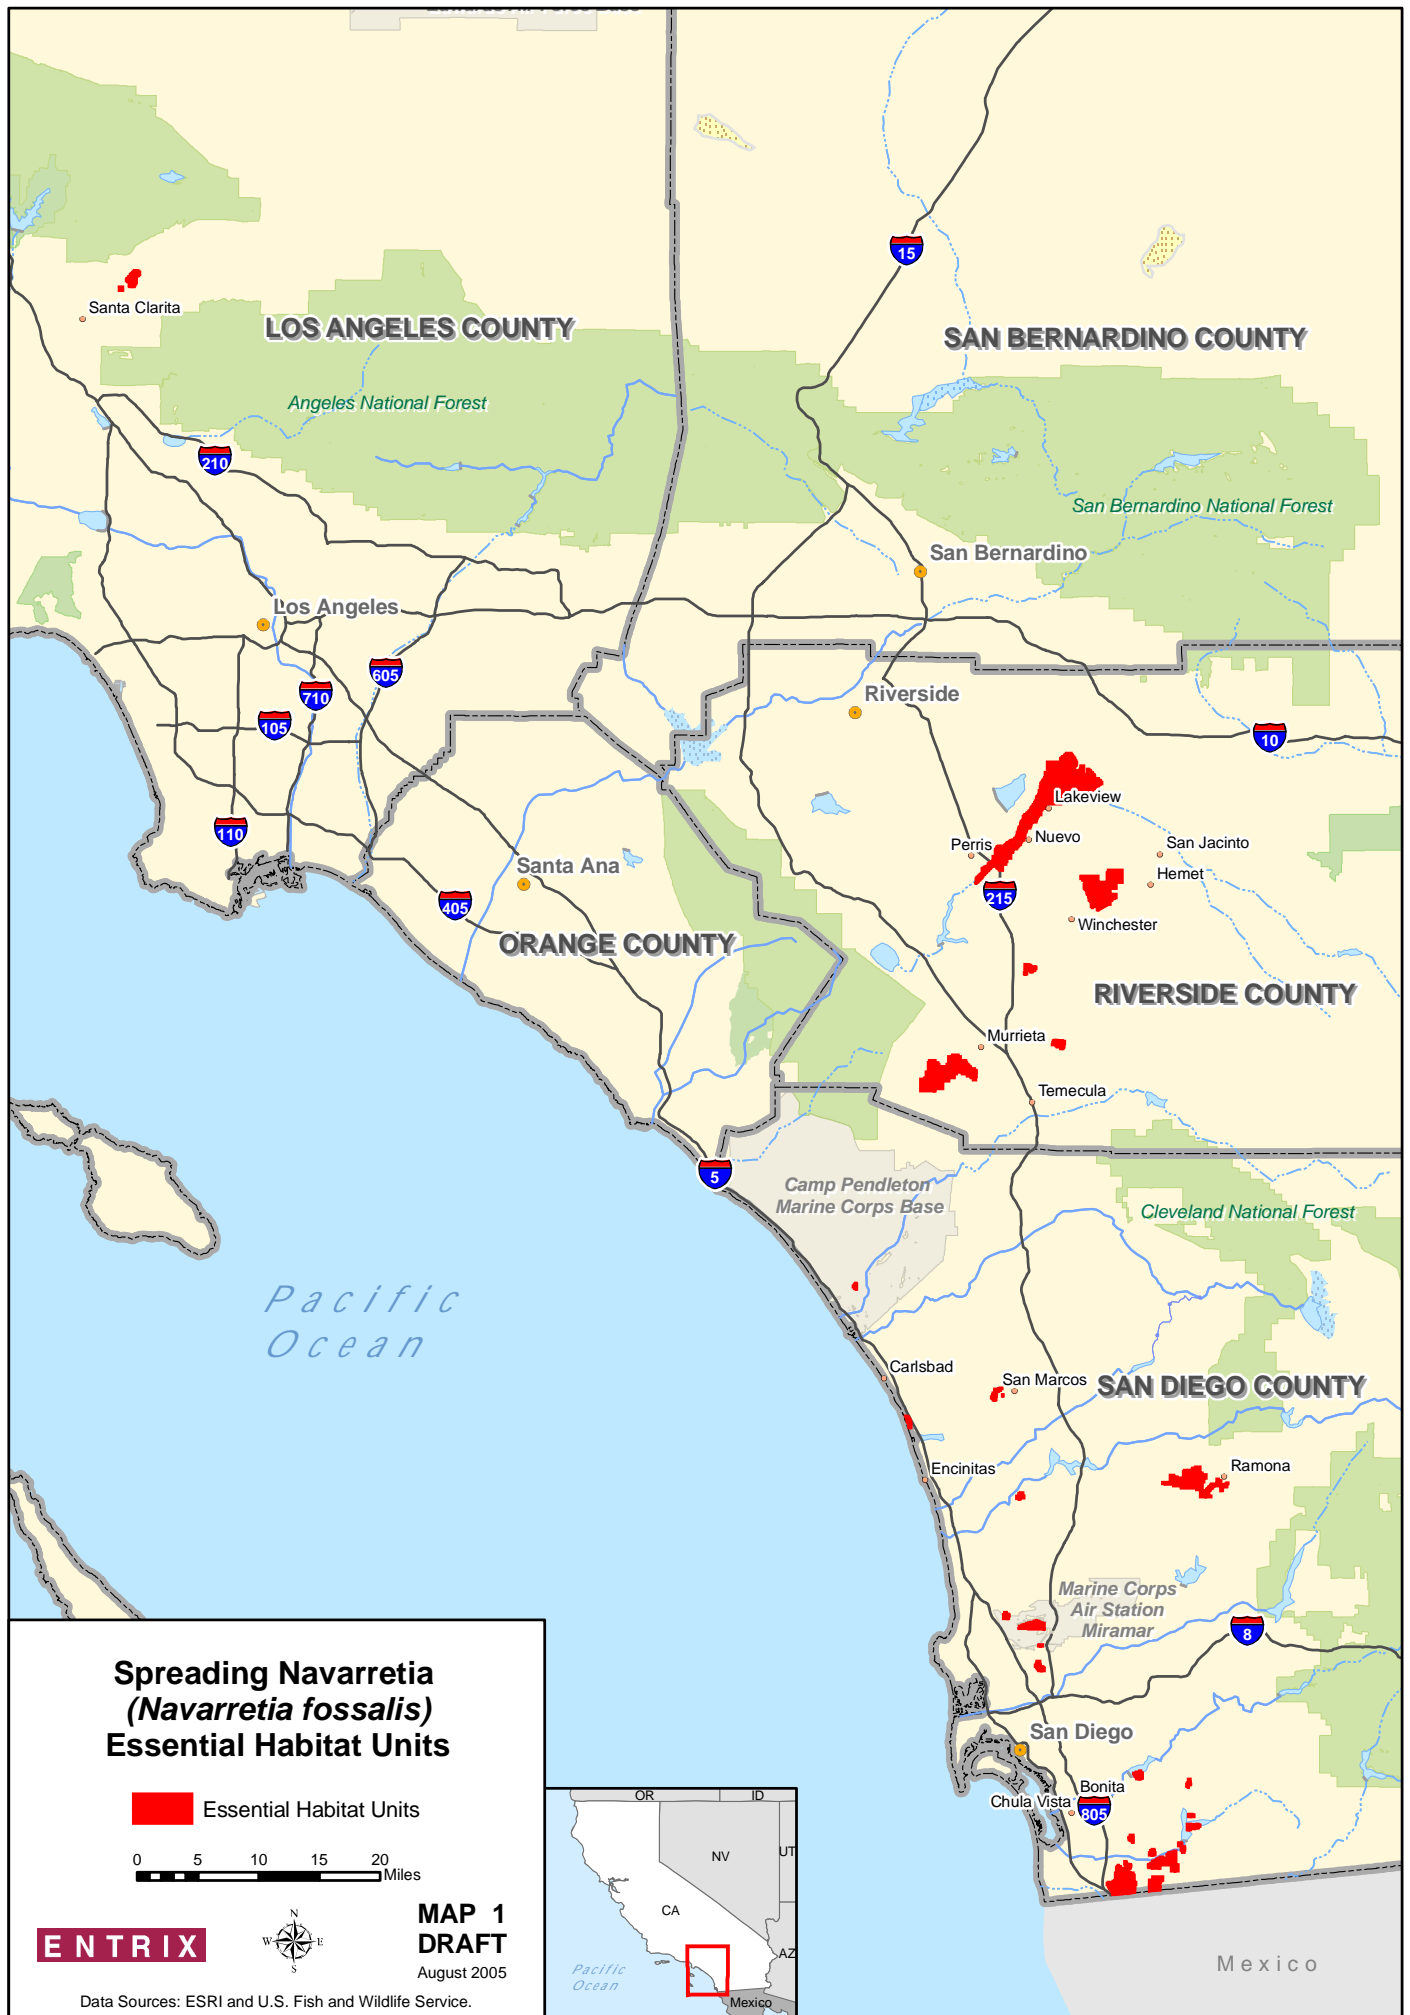 Edwards Air Force Base
15
Santa Clarita
LOS ANGELES COUNTY
SAN BERNARDINO COUNTY
Angeles National Forest
210
San Bernardino National Forest
San Bernardino
Los Angeles
605
710
105
Riverside
10
Lakeview
110
Nuevo
Perris
San Jacinto
Hemet
Santa Ana
215
405
Winchester
ORANGE COUNTY
RIVERSIDE COUNTY
Murrieta
Temecula
5
Camp Pendleton
Marine Corps Base
Cleveland National Forest
Pacific
Ocean
Carlsbad
San Marcos
SAN DIEGO COUNTY
Encinitas
Ramona
Marine Corps
Air Station
Miramar
8
San Diego
Bonita
Chula Vista
805
Mexico
Spreading Navarretia
(Navarretia fossalis)
Essential Habitat Units
Essential Habitat Units
0 5 10 15 20
Miles
ENTRIX
N
W E
S
MAP 1
DRAFT
August 2005
Data Sources: ESRI and U.S. Fish and Wildlife Service.
OR ID
NV UT
CA
AZ
Pacific
Ocean
Mexico